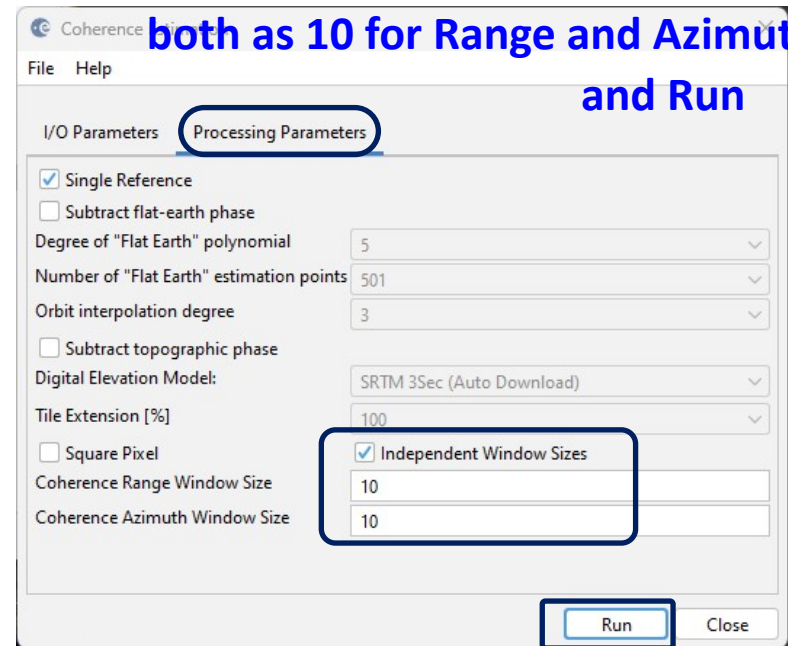 Coherence
both as 10 for Range and Azimut
and Run
File Help
I/O Parameters Processing Parameters
Single Reference
Subtract flat-earth phase
Degree of "Flat Earth" polynomial 5
Number of "Flat Earth" estimation points 501
Orbit interpolation degree 3
Subtract topographic phase
Digital Elevation Model: SRTM 3Sec (Auto Download)
Tile Extension [%] 100
Square Pixel Independent Window Sizes
Coherence Range Window Size 10
Coherence Azimuth Window Size 10
Run Close